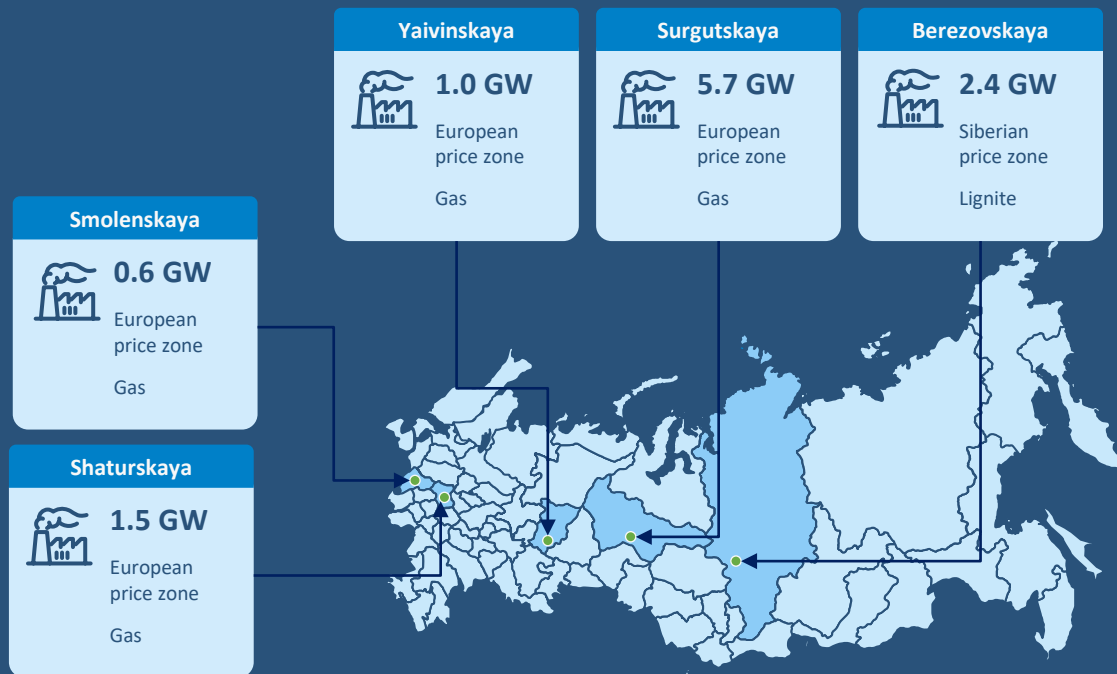 Yaivinskaya
1.0 GW
European
price zone
Gas
Surgutskaya
5.7 GW
European
price zone
Gas
Berezovskaya
2.4 GW
Siberian
price zone
Lignite
Smolenskaya
0.6 GW
European
price zone
Gas
Shaturskaya
1.5 GW
European
price zone
Gas